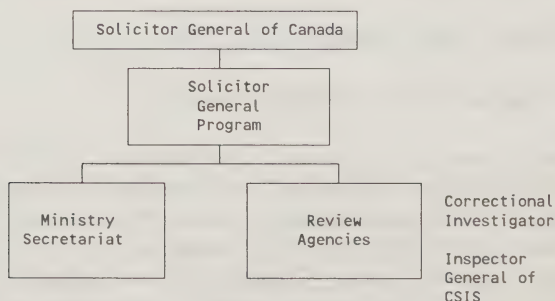 Solicitor General of Canada
Solicitor
General
Program
Ministry
Secretariat
Review
Agencies
Correctional
Investigator
Inspector
General of
CSIS